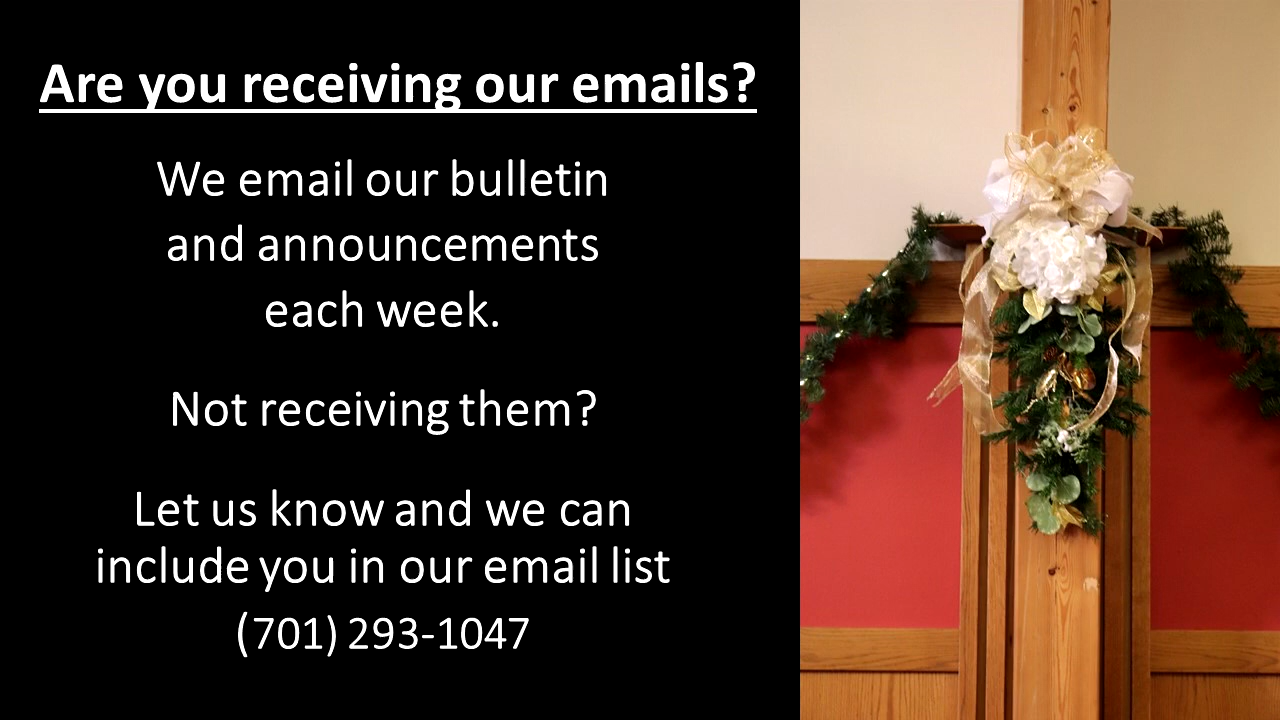 Are you receiving our emails?
We email our bulletin
and announcements
each week.
Not receiving them?
Let us know and we can
include you in our email list
(701) 293-1047